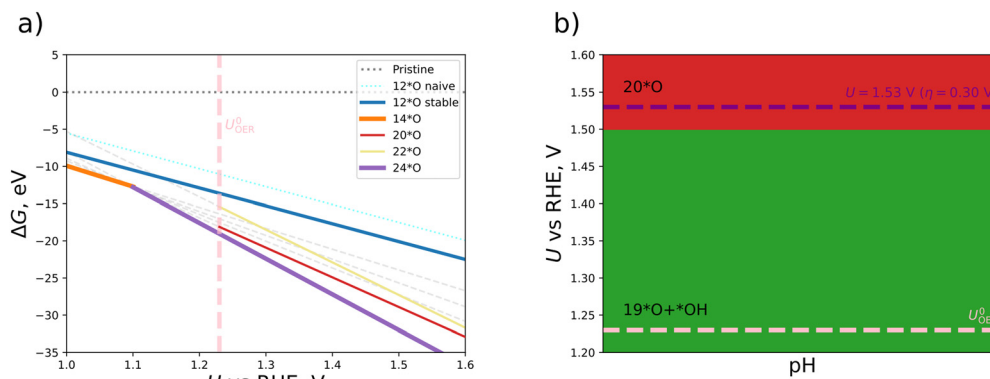 a)
ΔG, eV
5
0
−5
−10
−15
−20
−25
−30
−35
1.0
1.1
1.2
1.3
1.4
1.5
1.6
U⁰OER
Pristine
12*O naive
12*O stable
14*O
20*O
22*O
24*O
U vs RHE, V
b)
U vs RHE, V
1.60
1.55
1.50
1.45
1.40
1.35
1.30
1.25
1.20
20*O
U = 1.53 V (η = 0.30 V
19*O+*OH
U⁰OE
pH